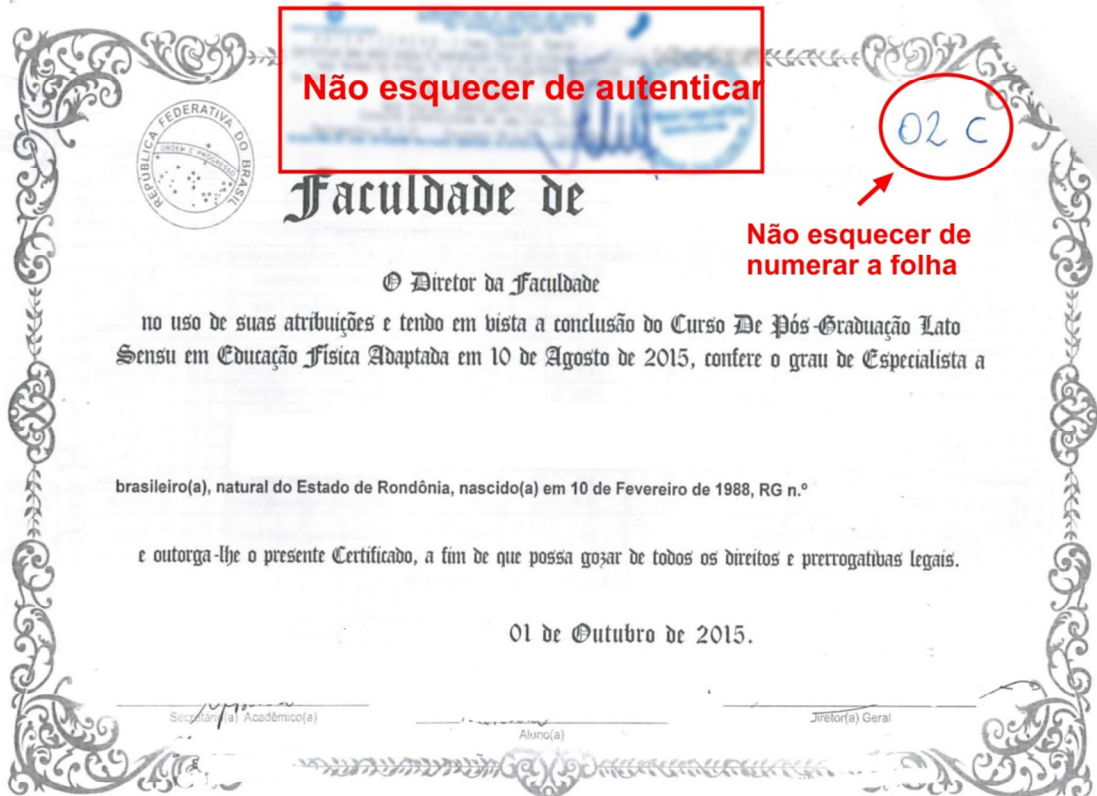 Não esquecer de autenticar
02 C
REPÚBLICA FEDERATIVA DO BRASIL
ORDEM E PROGRESSO
Faculdade de
Não esquecer de
numerar a folha
O Diretor da Faculdade
no uso de suas atribuições e tendo em vista a conclusão do Curso De Pós-Graduação Lato
Sensu em Educação Física Adaptada em 10 de Agosto de 2015, confere o grau de Especialista a
brasileiro(a), natural do Estado de Rondônia, nascido(a) em 10 de Fevereiro de 1988, RG n.º
e outorga-lhe o presente Certificado, a fim de que possa gozar de todos os direitos e prerrogativas legais.
01 de Outubro de 2015.
Secretário(a) Acadêmico(a)
Aluno(a)
Diretor(a) Geral